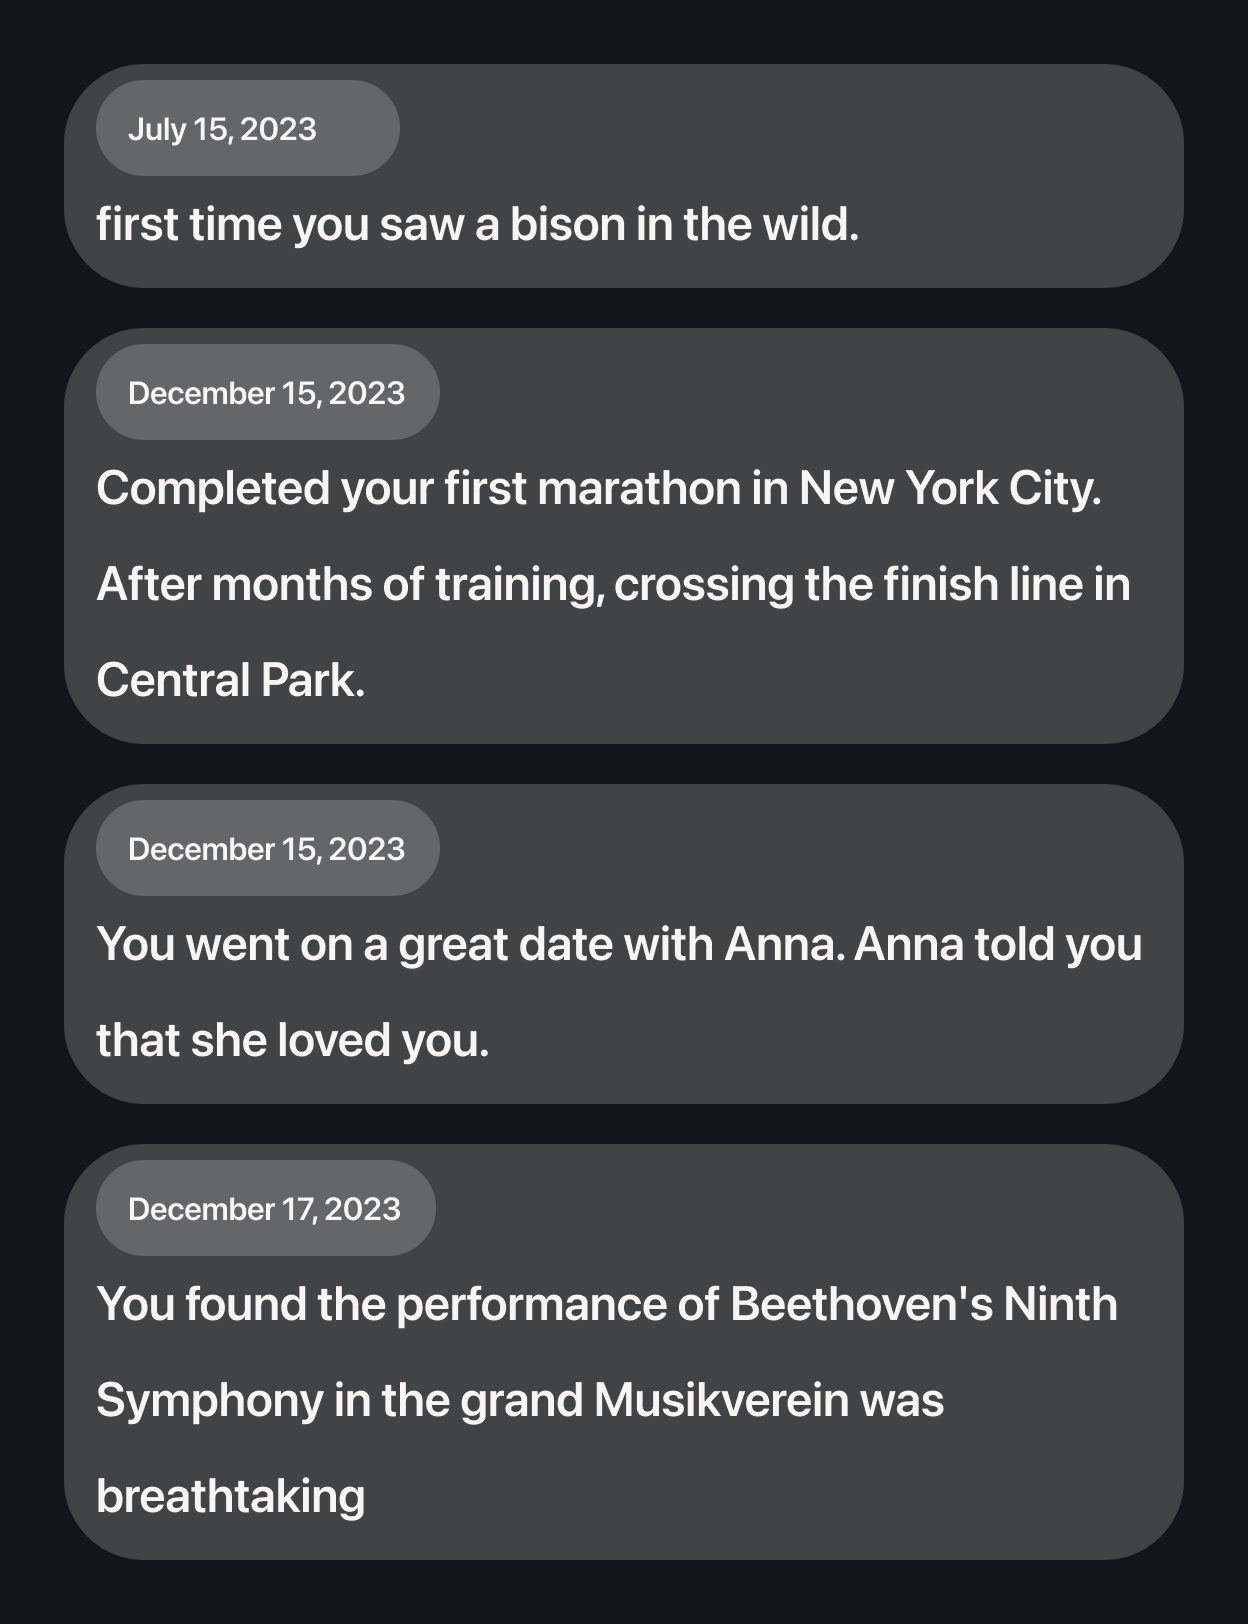 July 15, 2023
first time you saw a bison in the wild.
December 15, 2023
Completed your first marathon in New York City.
After months of training, crossing the finish line in
Central Park.
December 15, 2023
You went on a great date with Anna. Anna told you
that she loved you.
December 17, 2023
You found the performance of Beethoven's Ninth
Symphony in the grand Musikverein was
breathtaking